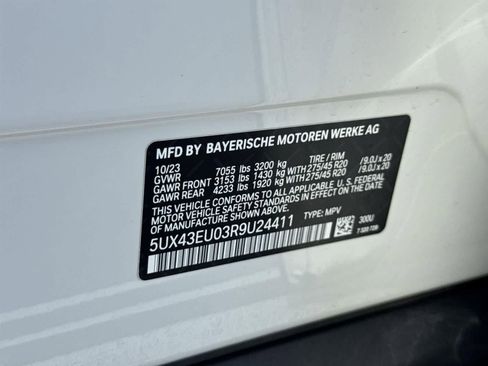 MFD BY BAYERISCHE MOTOREN WERKE AG
10/23 7055 lbs 3200 kg TIRE / RIM
GVWR
GAWR FRONT 3153 lbs 1430 kg 275/45 R20 /9.0J x 20
GAWR REAR 4233 lbs 1920 kg 275/45 R20 /9.0J x 20
THIS VEHICLE CONFORMS TO ALL APPLICABLE U.S. FEDERAL
MOTOR VEHICLE SAFETY
STANDARDS IN EFFECT ON THE DATE OF
MANUFACTURE SHOWN ABOVE.
5UX43EU03R9U24411 TYPE: MPV
300U